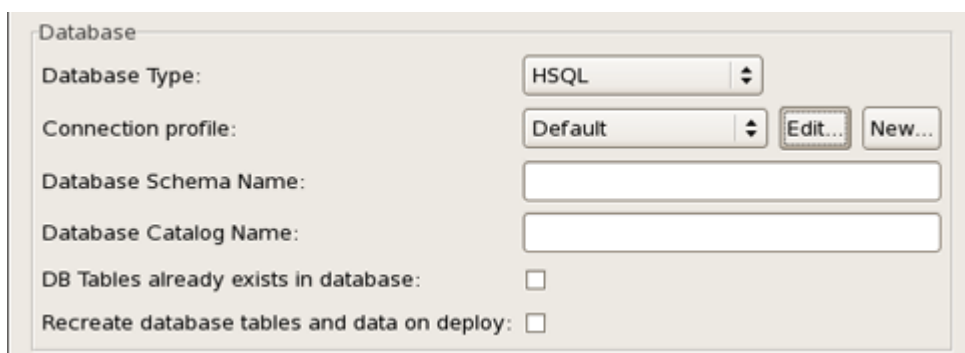 Database
Database Type: HSQL
Connection profile: Default Edit... New...
Database Schema Name:
Database Catalog Name:
DB Tables already exists in database:
Recreate database tables and data on deploy: